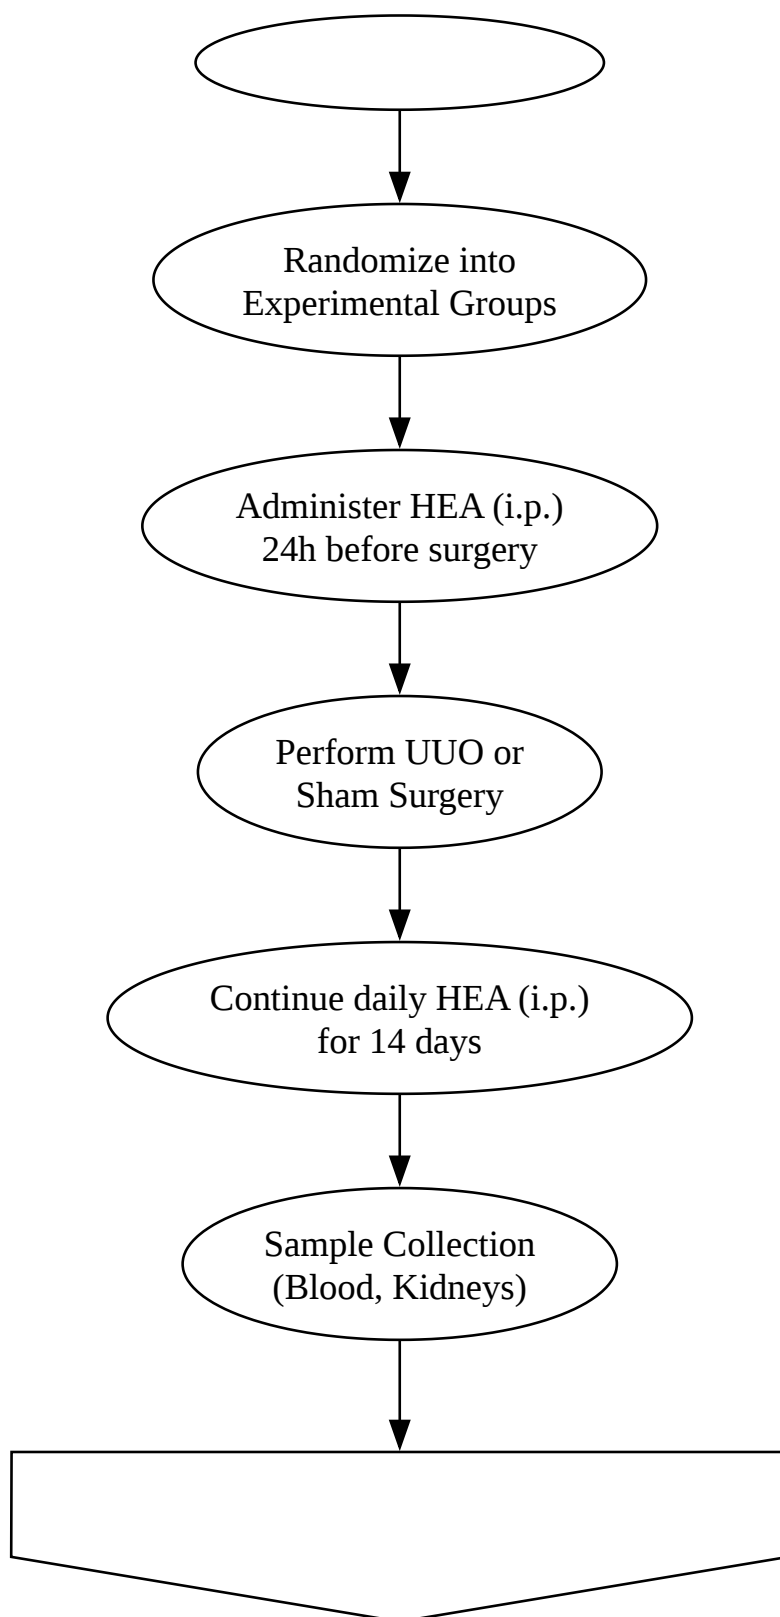 Randomize into
Experimental Groups
Administer HEA (i.p.)
24h before surgery
Perform UUO or
Sham Surgery
Continue daily HEA (i.p.)
for 14 days
Sample Collection
(Blood, Kidneys)